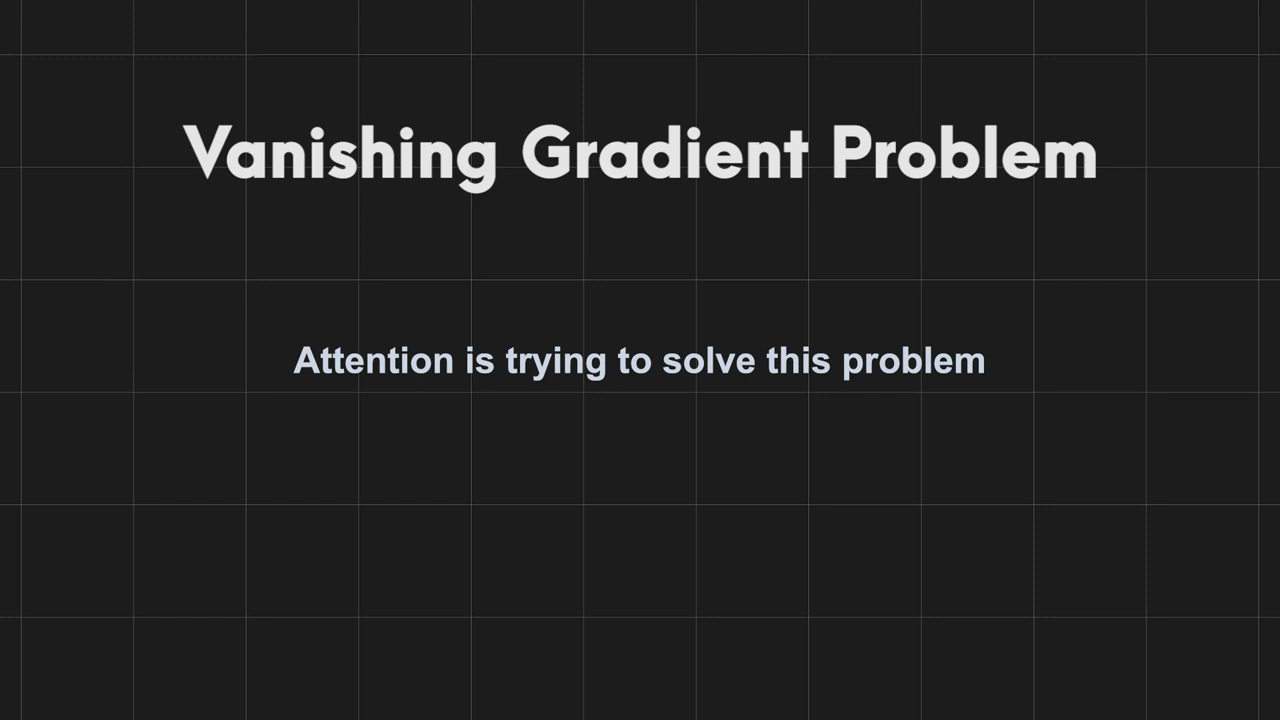 Vanishing Gradient Problem
Attention is trying to solve this problem